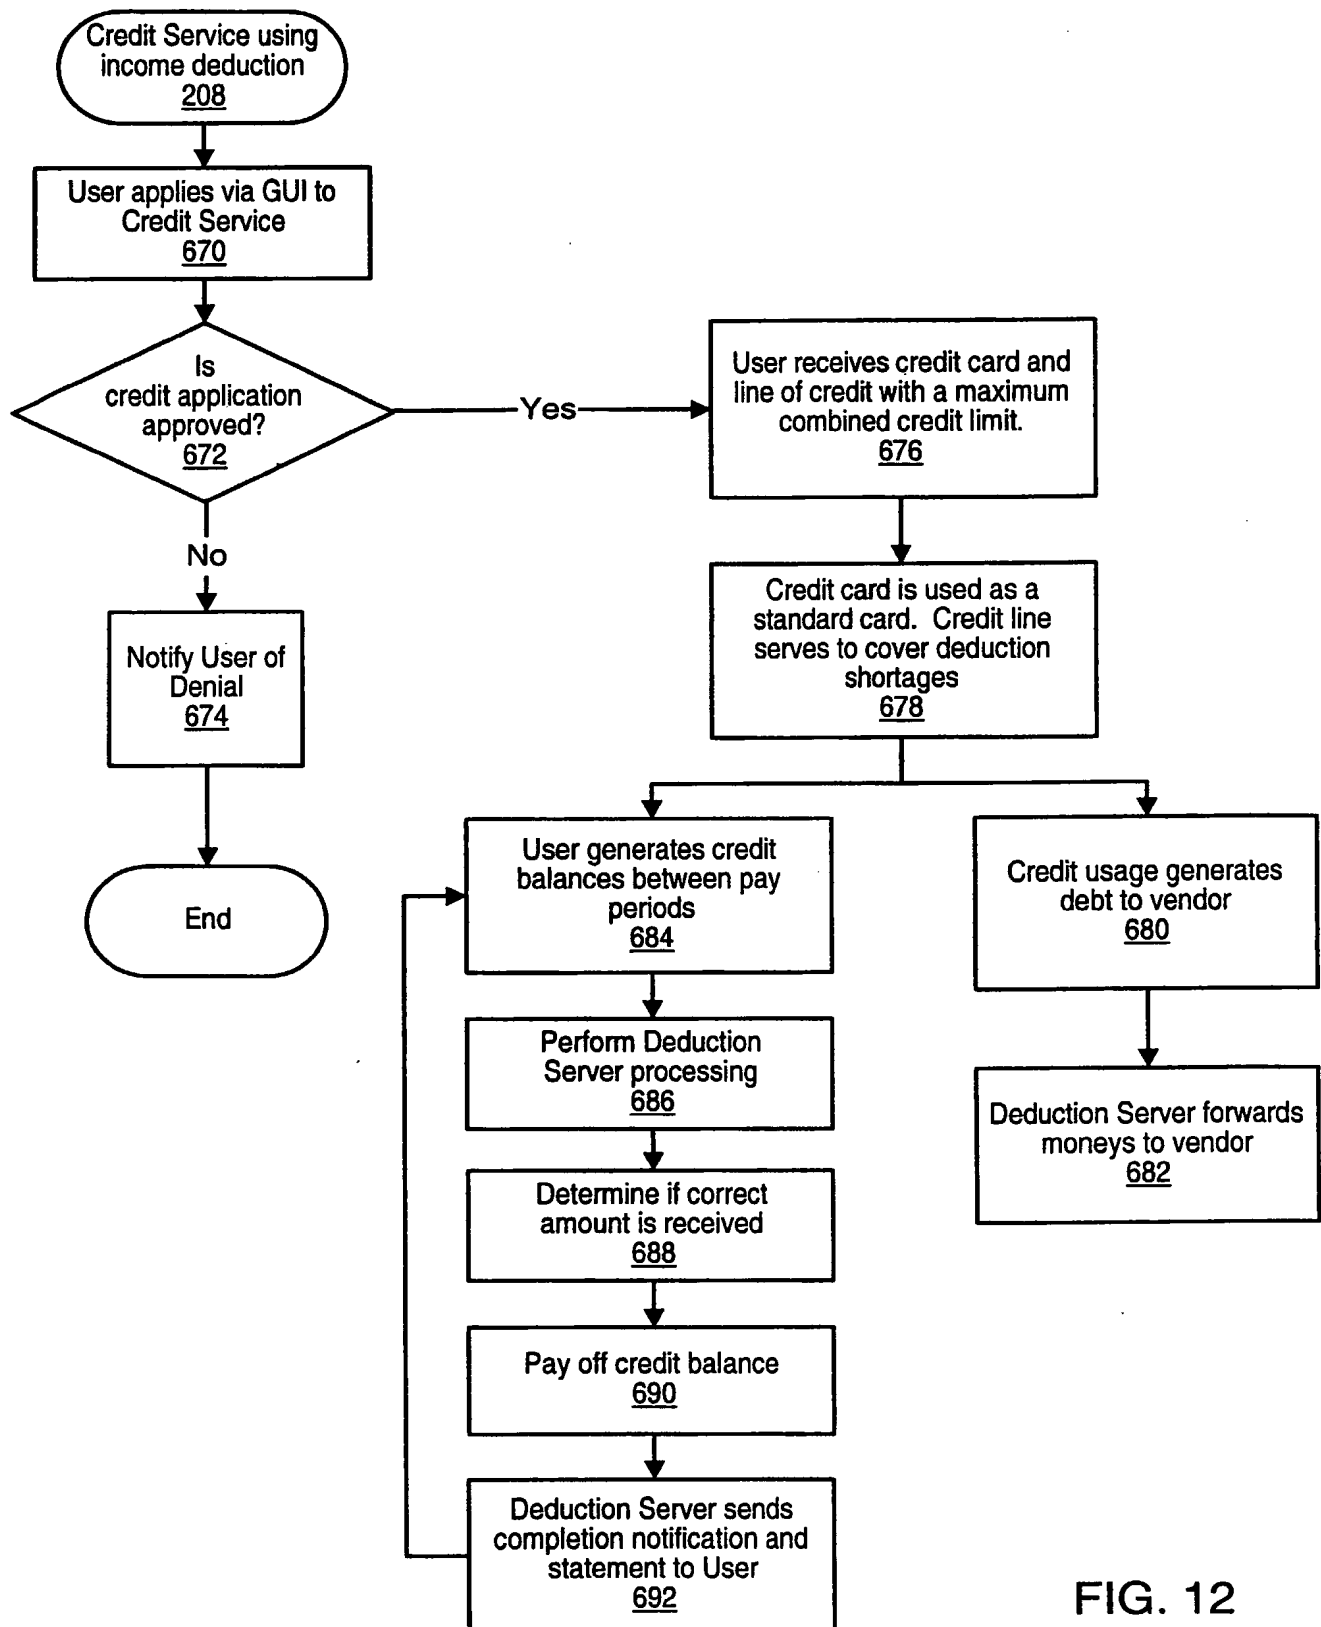 Credit Service using
income deduction
208
User applies via GUI to
Credit Service
670
Is
credit application
approved?
672
Yes
No
Notify User of
Denial
674
End
User receives credit card and
line of credit with a maximum
combined credit limit.
676
Credit card is used as a
standard card. Credit line
serves to cover deduction
shortages
678
User generates credit
balances between pay
periods
684
Perform Deduction
Server processing
686
Determine if correct
amount is received
688
Pay off credit balance
690
Deduction Server sends
completion notification and
statement to User
692
Credit usage generates
debt to vendor
680
Deduction Server forwards
moneys to vendor
682
FIG. 12